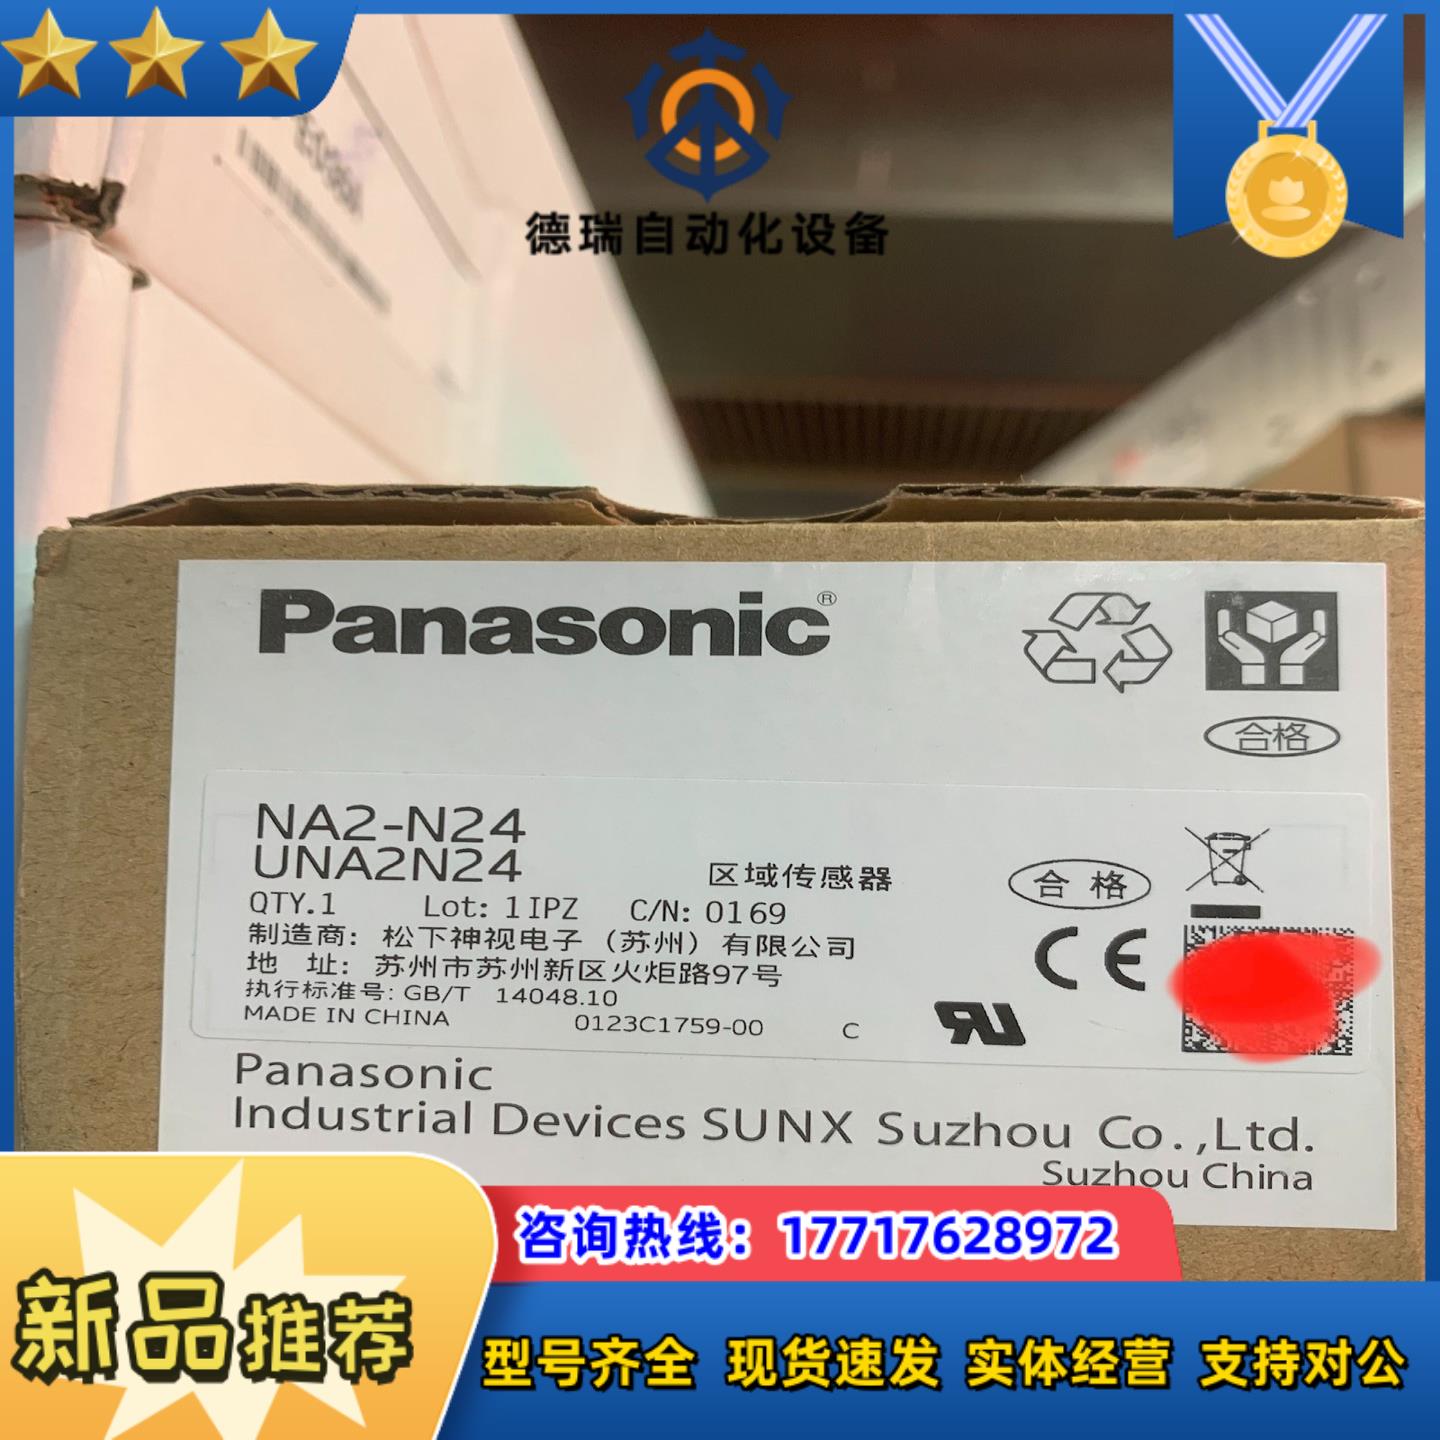 德瑞自动化设备
Panasonic®
合格
NA2-N24
UNA2N24
区域传感器
合格
QTY.1 Lot: 1IPZ C/N: 0169
制造商: 松下神视电子（苏州）有限公司
地 址: 苏州市苏州新区火炬路97号
执行标准号: GB/T 14048.10
MADE IN CHINA 0123C1759-00 C
CE
Panasonic
Industrial Devices SUNX Suzhou Co.,Ltd.
Suzhou China
咨询热线：17717628972
新品推荐
型号齐全 现货速发 实体经营 支持对公